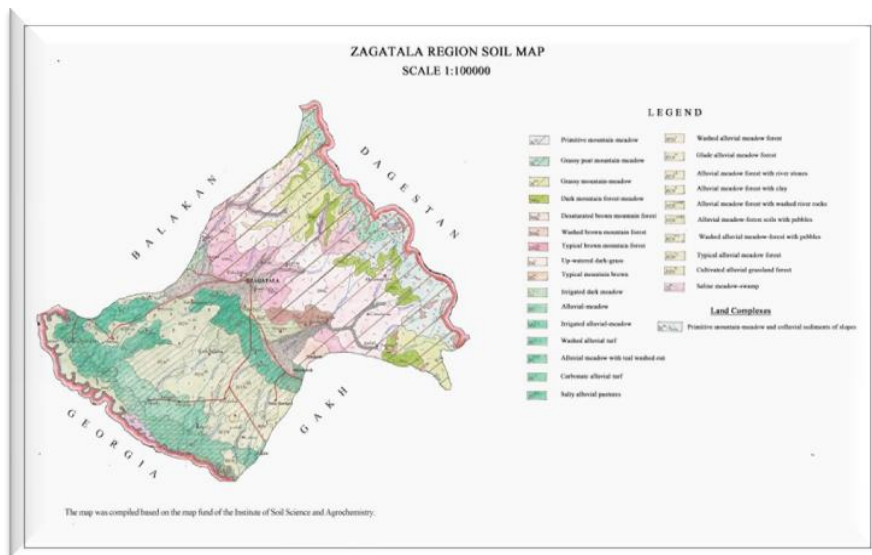 ZAGATALA REGION SOIL MAP
SCALE 1:100000
LEGEND
Primitive mountain-meadow
Grassy peat mountain-meadow
Grassy mountain-meadow
Dark mountain forest-meadow
Desaturated brown mountain forest
Washed brown mountain forest
Typical brown mountain forest
Up-watered dark-grass
Typical mountain brown
Irrigated dark meadow
Alluvial-meadow
Irrigated alluvial-meadow
Washed alluvial turf
Alluvial meadow with washed out
Carbonate alluvial turf
Salty alluvial pastures
Washed alluvial meadow forest
Glade alluvial meadow forest
Alluvial meadow forest with river stones
Alluvial meadow forest with clay
Alluvial meadow forest with washed river rocks
Alluvial meadow-forest soils with pebbles
Washed alluvial meadow-forest with pebbles
Typical alluvial meadow forest
Cultivated alluvial grassland forest
Saline meadow-swamp
Land Complexes
Primitive mountain-meadow and colluvial sediments of slopes
BALAKAN
DAGESTAN
GAKH
GEORGIA
ZAGATALA
The map was compiled based on the map fund of the Institute of Soil Science and Agrochemistry.